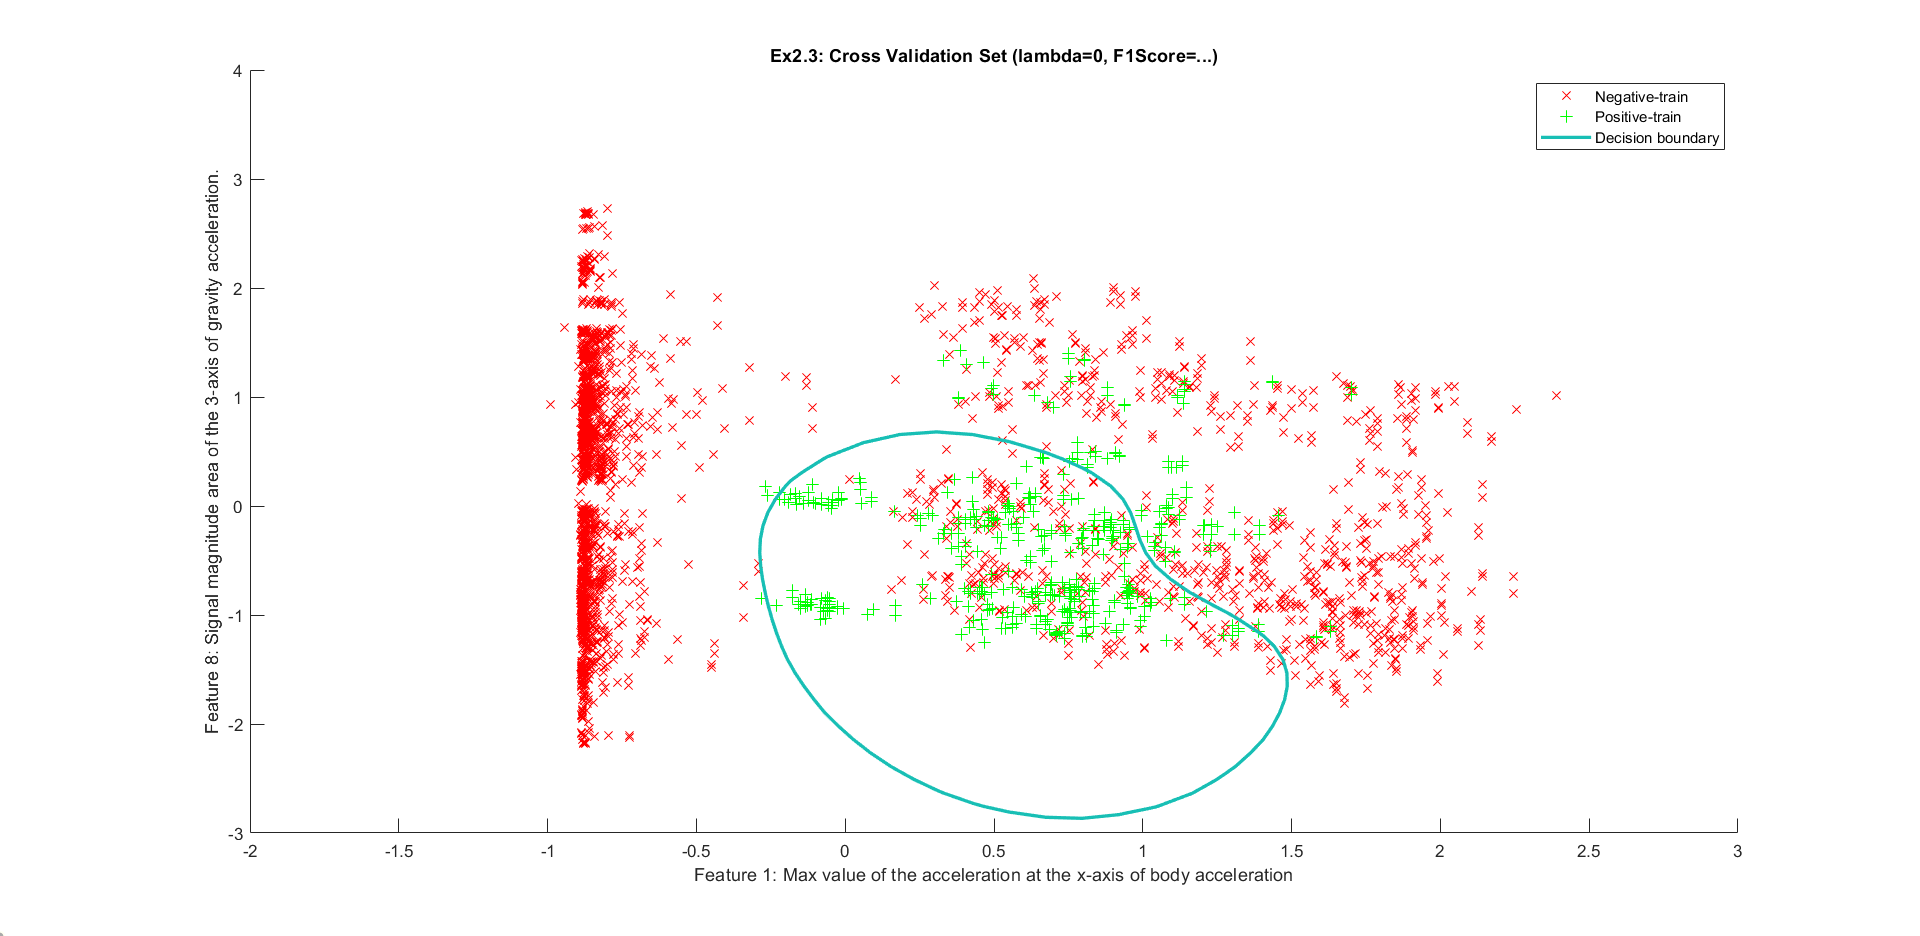 Ex2.3: Cross Validation Set (lambda=0, F1Score=...)
4
3
2
1
0
-1
-2
-3
Feature 8: Signal magnitude area of the 3-axis of gravity acceleration.
Negative-train
Positive-train
Decision boundary
-2 -1.5 -1 -0.5 0 0.5 1 1.5 2 2.5 3
Feature 1: Max value of the acceleration at the x-axis of body acceleration